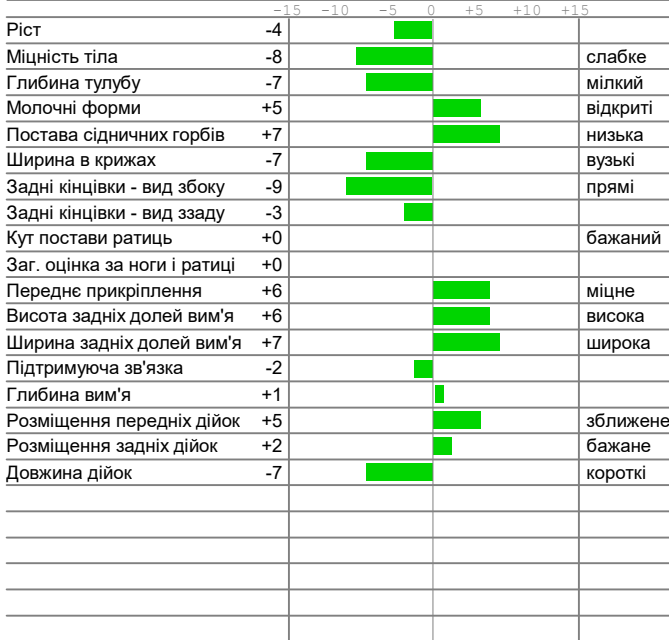 -15 -10 -5 0 +5 +10 +15
Ріст -4
Міцність тіла -8 слабке
Глибина тулубу -7 мілкий
Молочні форми +5 відкриті
Постава сідничних горбів +7 низька
Ширина в крижах -7 вузькі
Задні кінцівки - вид збоку -9 прямі
Задні кінцівки - вид ззаду -3
Кут постави ратиць +0 бажаний
Заг. оцінка за ноги і ратиці +0
Переднє прикріплення +6 міцне
Висота задніх долей вим'я +6 висока
Ширина задніх долей вим'я +7 широка
Підтримуюча зв'язка -2
Глибина вим'я +1
Розміщення передніх дійок +5 зближене
Розміщення задніх дійок +2 бажане
Довжина дійок -7 короткі